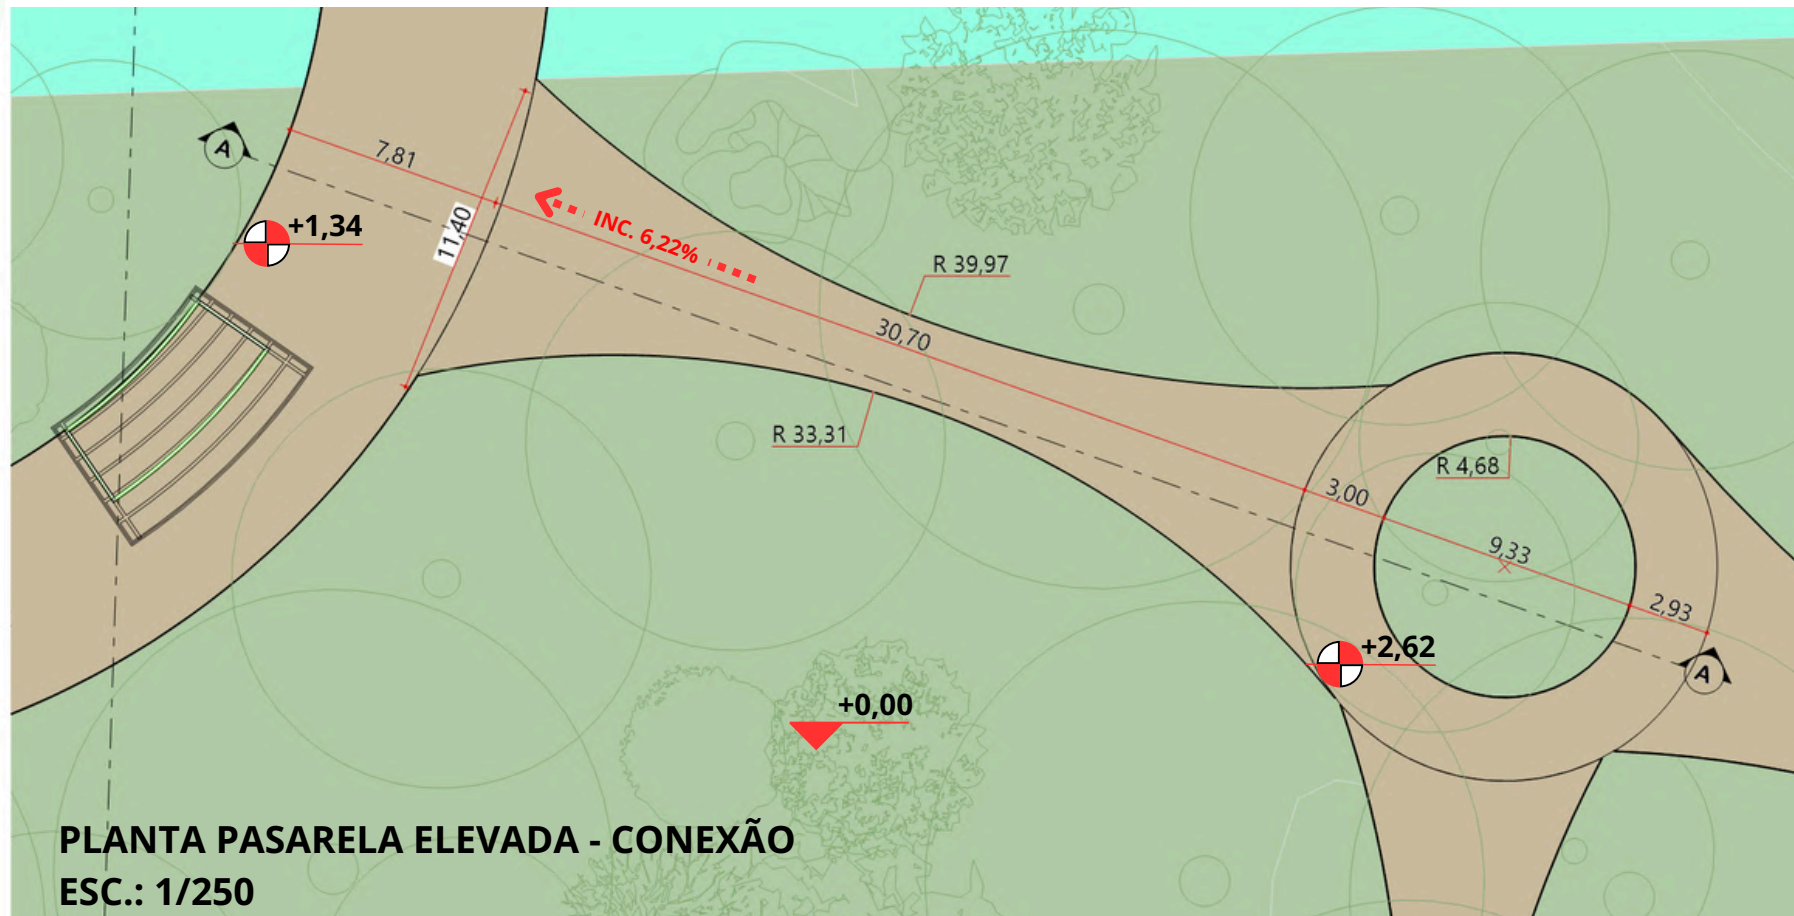 A
7,81
+1,34
11,40
INC. 6,22%
R 39,97
30,70
R 33,31
R 4,68
3,00
9,33
2,93
+2,62
A
+0,00
PLANTA PASARELA ELEVADA - CONEXÃO
ESC.: 1/250